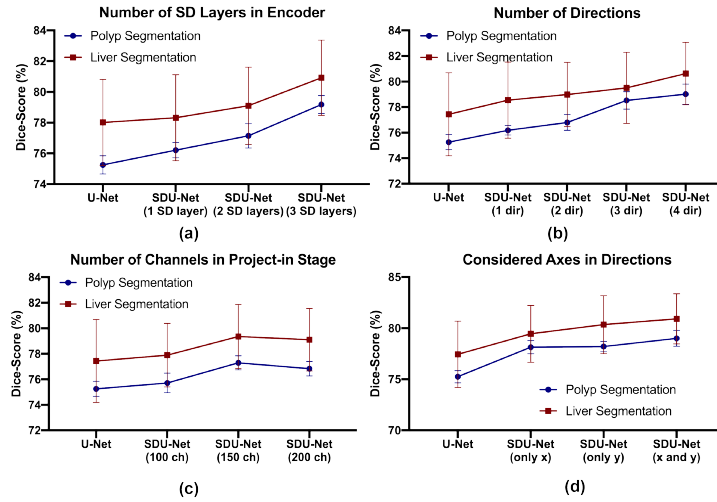 Number of SD Layers in Encoder
84
82
80
78
76
74
Dice-Score (%)
Polyp Segmentation
Liver Segmentation
U-Net
SDU-Net
(1 SD layer)
SDU-Net
(2 SD layers)
SDU-Net
(3 SD layers)
(a)
Number of Directions
84
82
80
78
76
74
72
Dice-Score (%)
Polyp Segmentation
Liver Segmentation
U-Net
SDU-Net
(1 dir)
SDU-Net
(2 dir)
SDU-Net
(3 dir)
SDU-Net
(4 dir)
(b)
Number of Channels in Project-in Stage
84
82
80
78
76
74
72
Dice-Score (%)
Polyp Segmentation
Liver Segmentation
U-Net
SDU-Net
(100 ch)
SDU-Net
(150 ch)
SDU-Net
(200 ch)
(c)
Considered Axes in Directions
85
80
75
70
Dice-Score (%)
Polyp Segmentation
Liver Segmentation
U-Net
SDU-Net
(only x)
SDU-Net
(only y)
SDU-Net
(x and y)
(d)